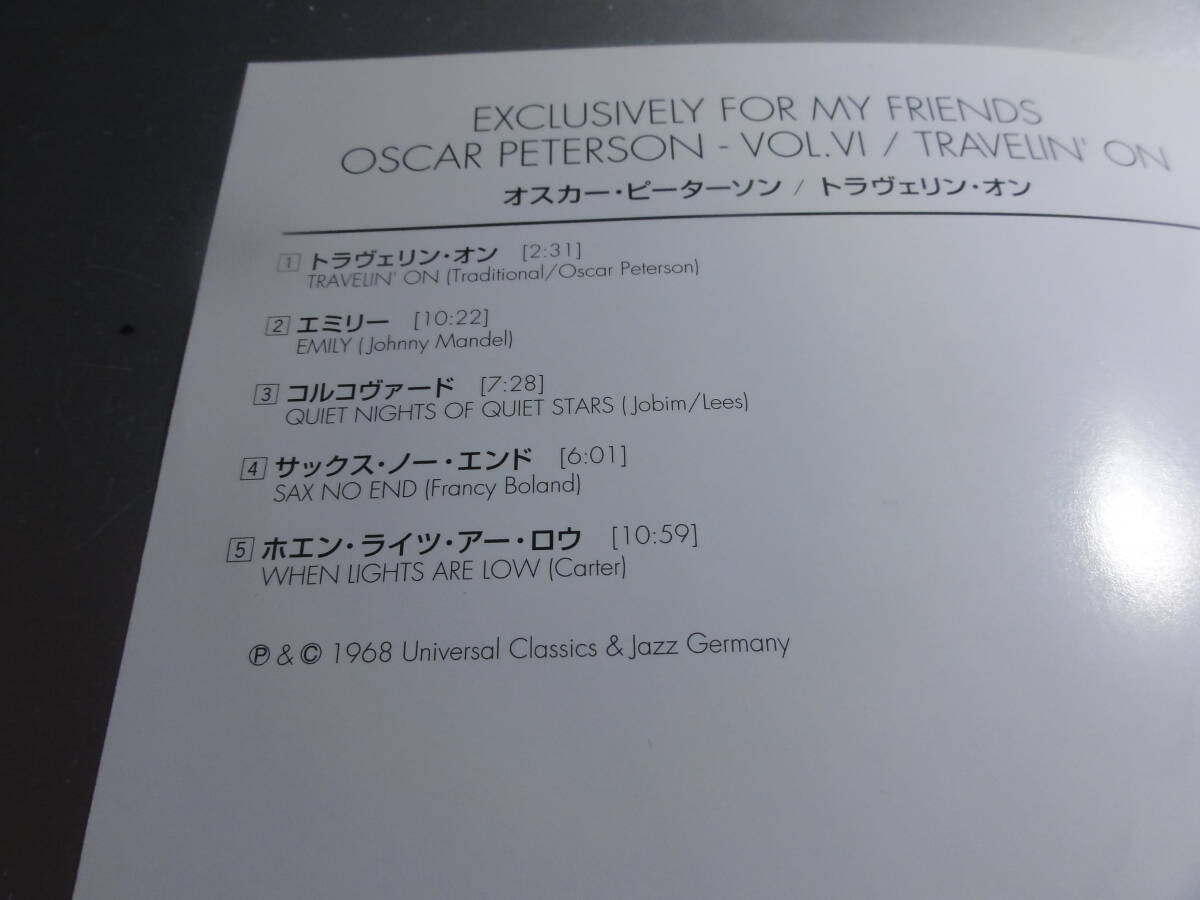 EXCLUSIVELY FOR MY FRIENDS
OSCAR PETERSON - VOL.VI / TRAVELIN' ON
オスカー・ピーターソン / トラヴェリン・オン
1 トラヴェリン・オン [2:31]
TRAVELIN' ON (Traditional/Oscar Peterson)
2 エミリー [10:22]
EMILY (Johnny Mandel)
3 コルコヴァード [7:28]
QUIET NIGHTS OF QUIET STARS (Jobim/Lees)
4 サックス・ノー・エンド [6:01]
SAX NO END (Francy Boland)
5 ホエン・ライツ・アー・ロウ [10:59]
WHEN LIGHTS ARE LOW (Carter)
℗ & © 1968 Universal Classics & Jazz Germany